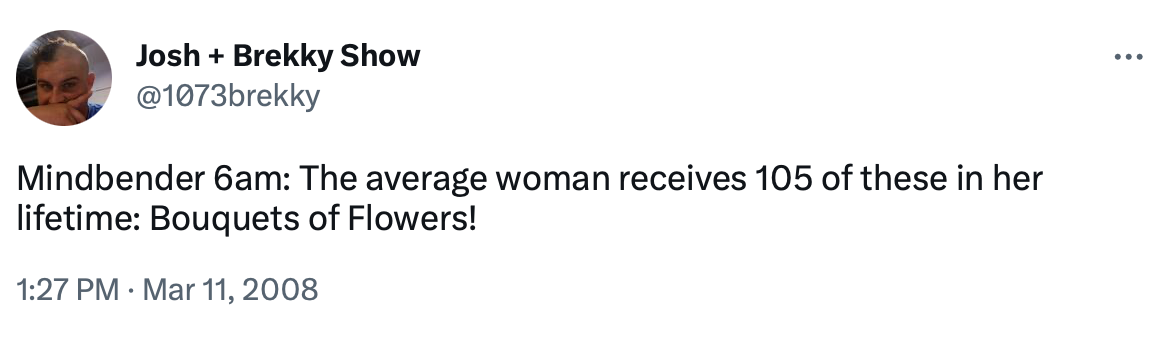 Josh + Brekky Show
@1073brekky
Mindbender 6am: The average woman receives 105 of these in her
lifetime: Bouquets of Flowers!
1:27 PM · Mar 11, 2008